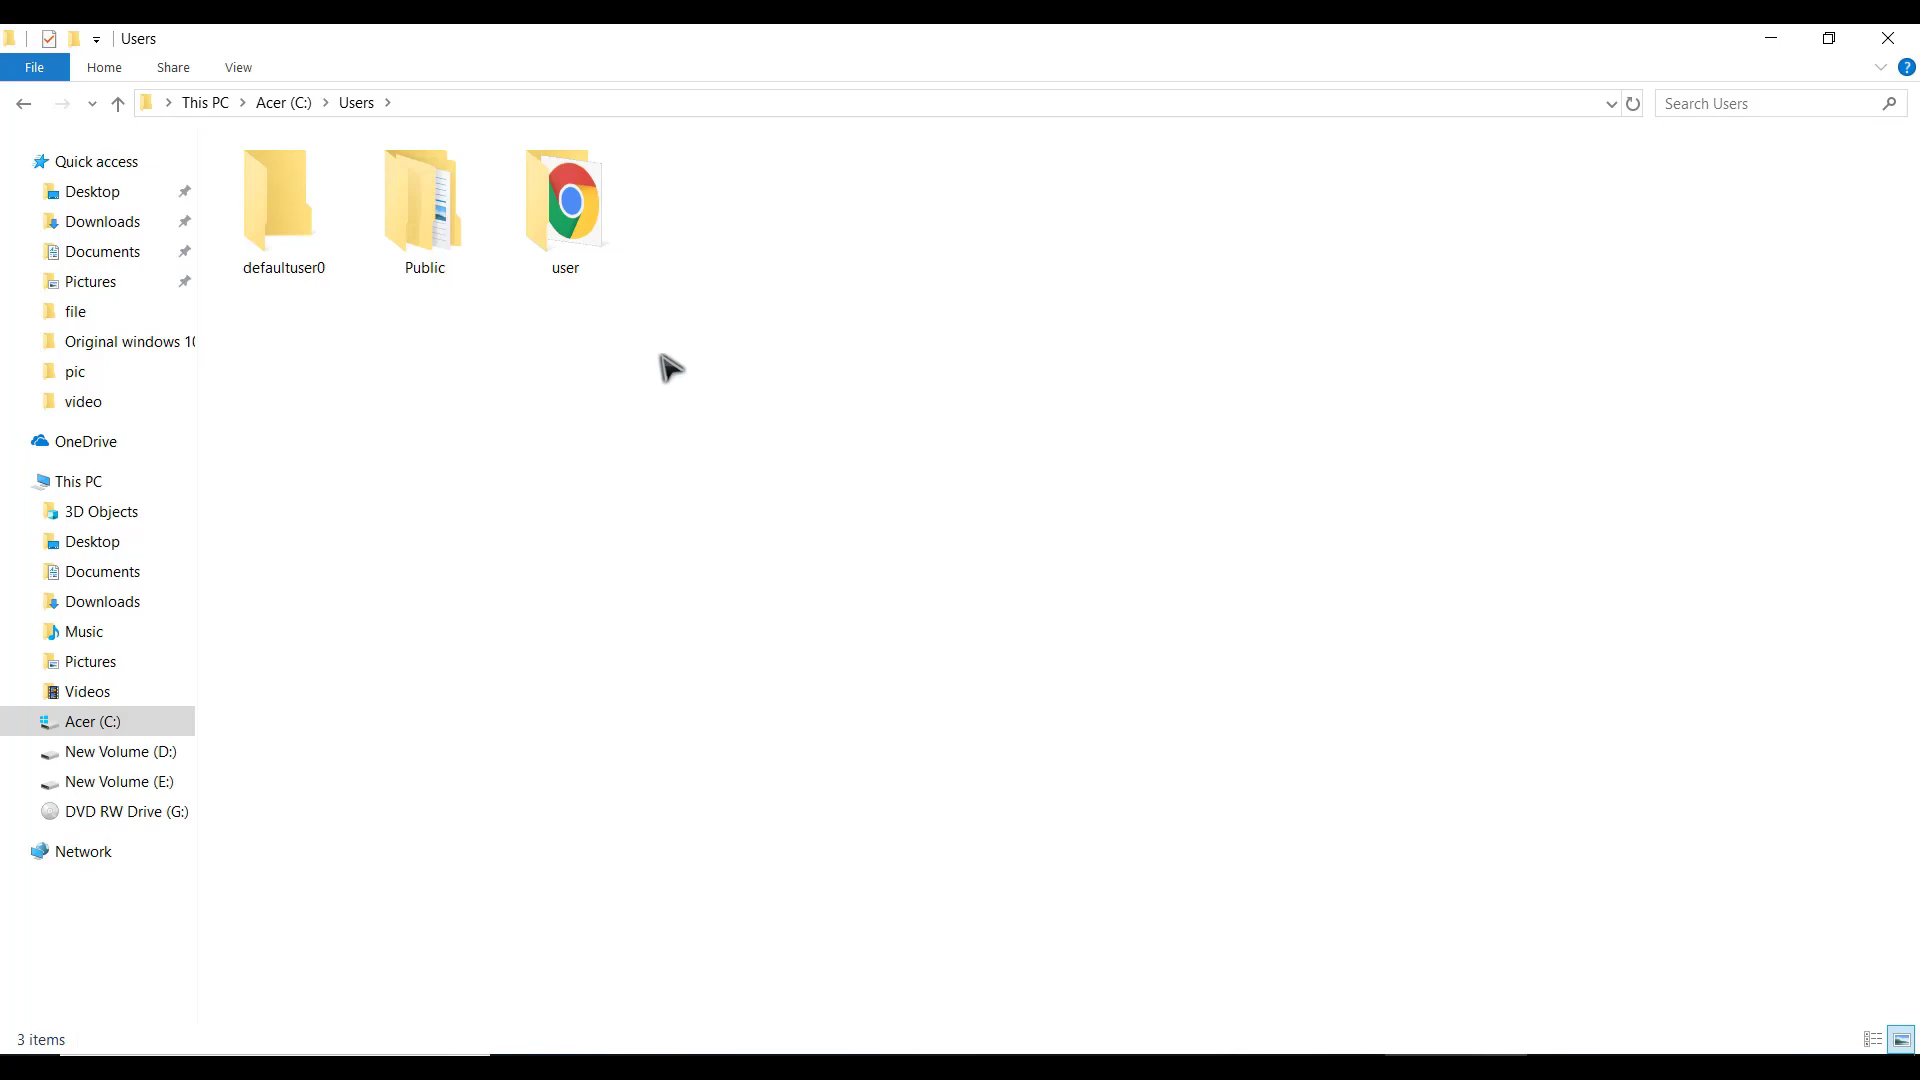 Users
File Home Share View
This PC Acer (C:) Users
Search Users
Quick access
Desktop
Downloads
Documents
Pictures
file
Original windows 10
pic
video
OneDrive
This PC
3D Objects
Desktop
Documents
Downloads
Music
Pictures
Videos
Acer (C:)
New Volume (D:)
New Volume (E:)
DVD RW Drive (G:)
Network
defaultuser0 Public user
3 items